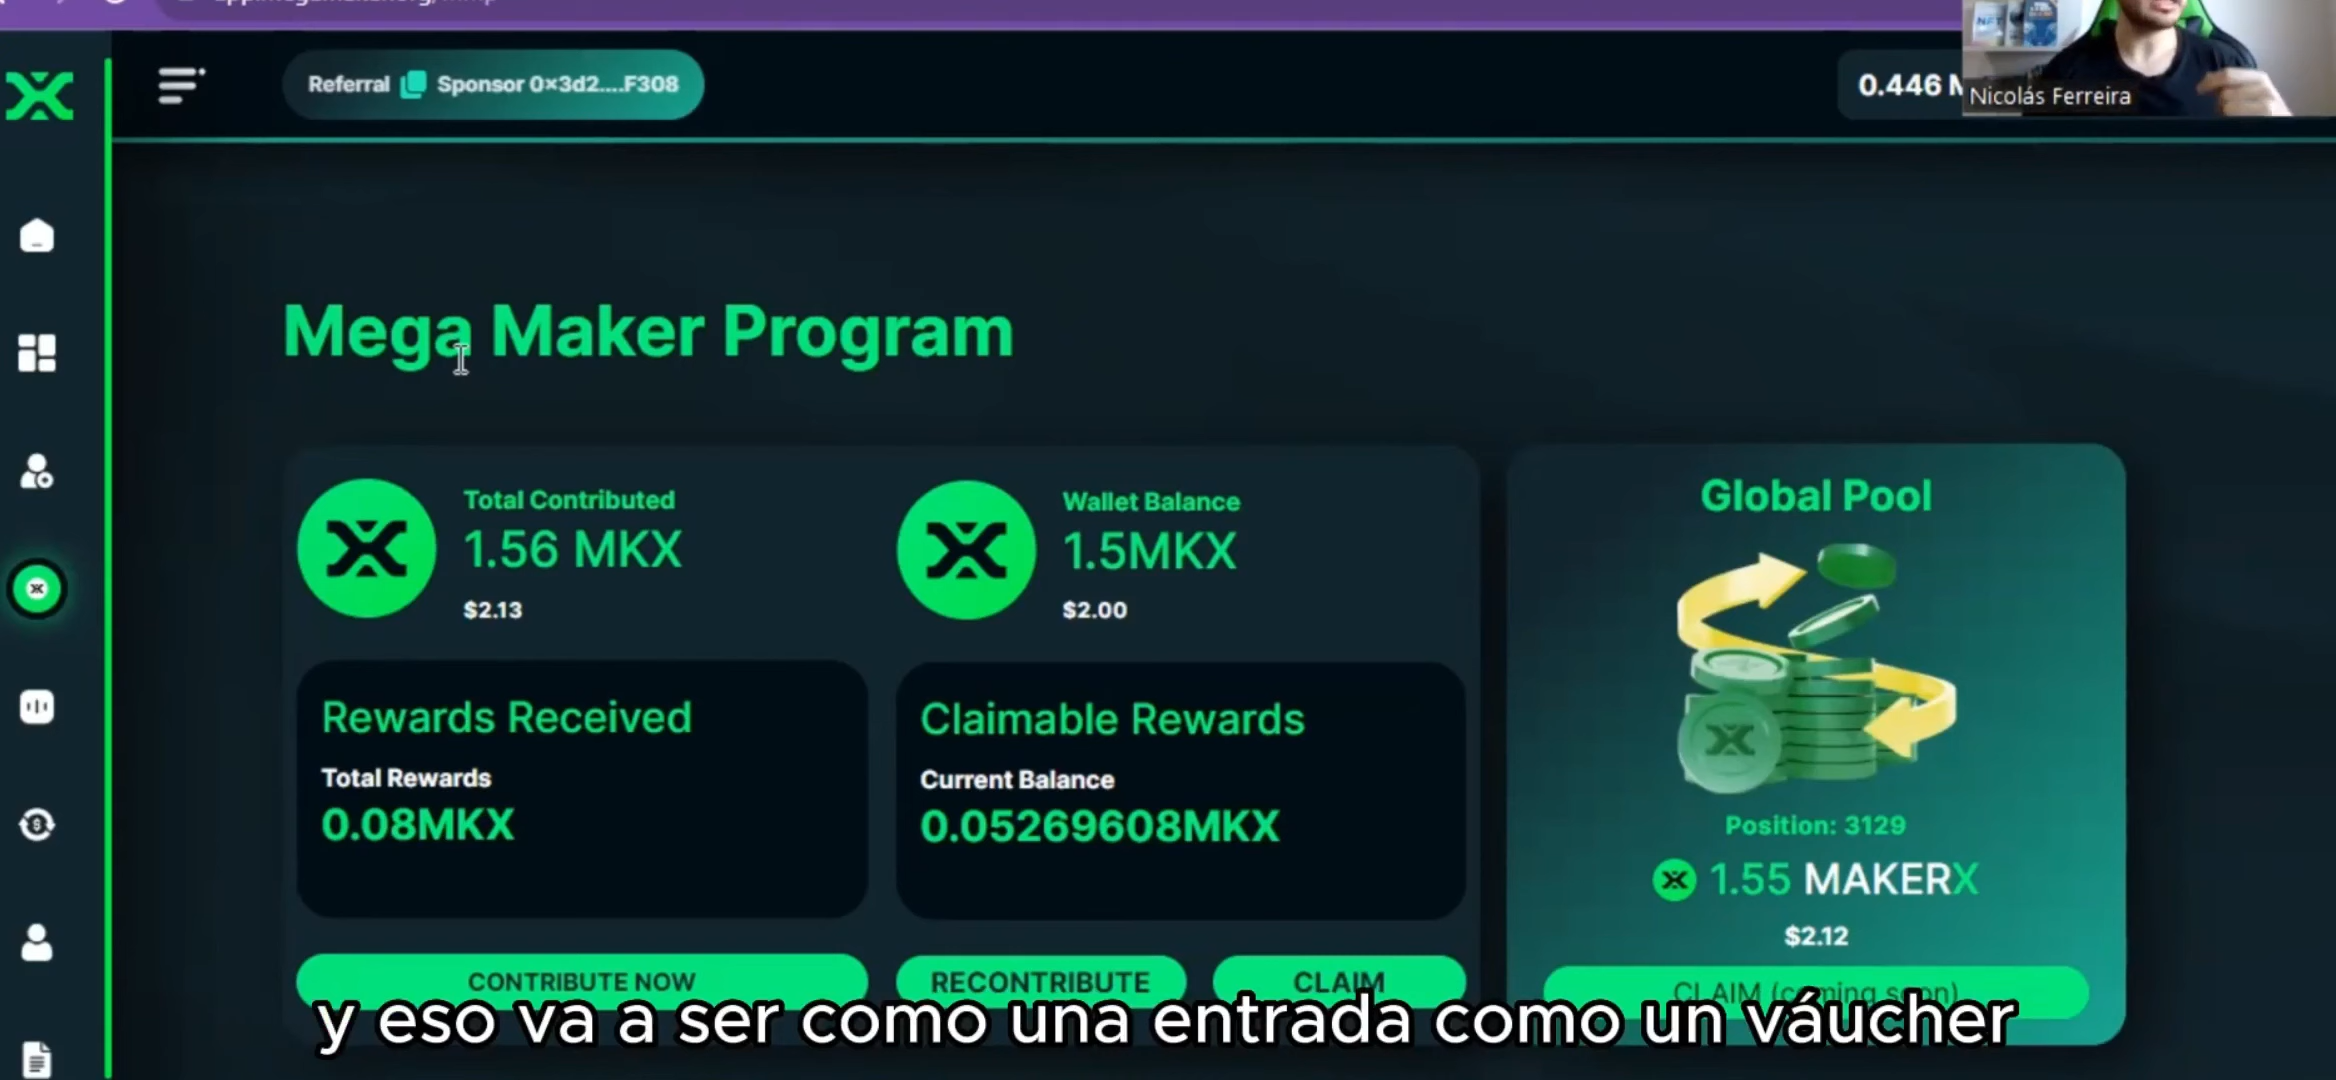 Referral Sponsor 0x3d2....F308
0.446
Nicolás Ferreira
Mega Maker Program
Total Contributed
1.56 MKX
$2.13
Wallet Balance
1.5MKX
$2.00
Rewards Received
Total Rewards
0.08MKX
Claimable Rewards
Current Balance
0.05269608MKX
CONTRIBUTE NOW
RECONTRIBUTE
CLAIM
Global Pool
Position: 3129
1.55 MAKERX
$2.12
CLAIM (coming soon)
y eso va a ser como una entrada como un váucher